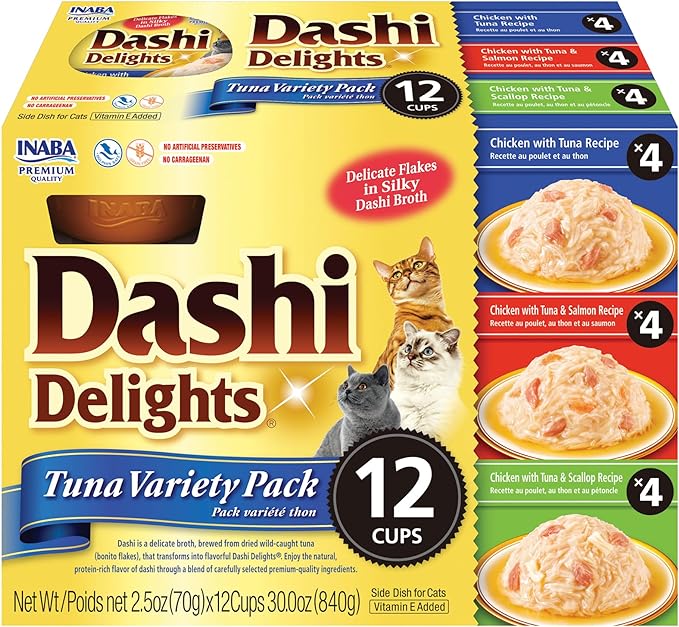 INABA
PREMIUM
QUALITY
Delicate Flakes
in Silky
Dashi Broth
Dashi
Delights
Dashi
Delights
Tuna Variety Pack
Pack variété thon
12
CUPS
NO ARTIFICIAL PRESERVATIVES
NO CARRAGEENAN
Side Dish for Cats
Vitamin E Added
Chicken with
Tuna Recipe
Recette au poulet et au thon
x4
Chicken with Tuna &
Salmon Recipe
Recette au poulet, au thon et au saumon
x4
Chicken with Tuna &
Scallop Recipe
Recette au poulet, au thon et au pétoncle
x4
INABA
PREMIUM
QUALITY
NO ARTIFICIAL PRESERVATIVES
NO CARRAGEENAN
Delicate Flakes
in Silky
Dashi Broth
INABA
Dashi
Delights®
Tuna Variety Pack
Pack variété thon
12
CUPS
Dashi is a delicate broth, brewed from dried wild-caught tuna
(bonito flakes), that transforms into flavorful Dashi Delights®. Enjoy the natural,
protein-rich flavor of dashi through a blend of carefully selected premium-quality ingredients.
Net Wt/Poids net 2.5oz(70g)x12Cups 30.0oz(840g)
Side Dish for Cats
Vitamin E Added
Chicken with Tuna Recipe
Recette au poulet et au thon
x4
Chicken with Tuna & Salmon Recipe
Recette au poulet, au thon et au saumon
x4
Chicken with Tuna & Scallop Recipe
Recette au poulet, au thon et au pétoncle
x4